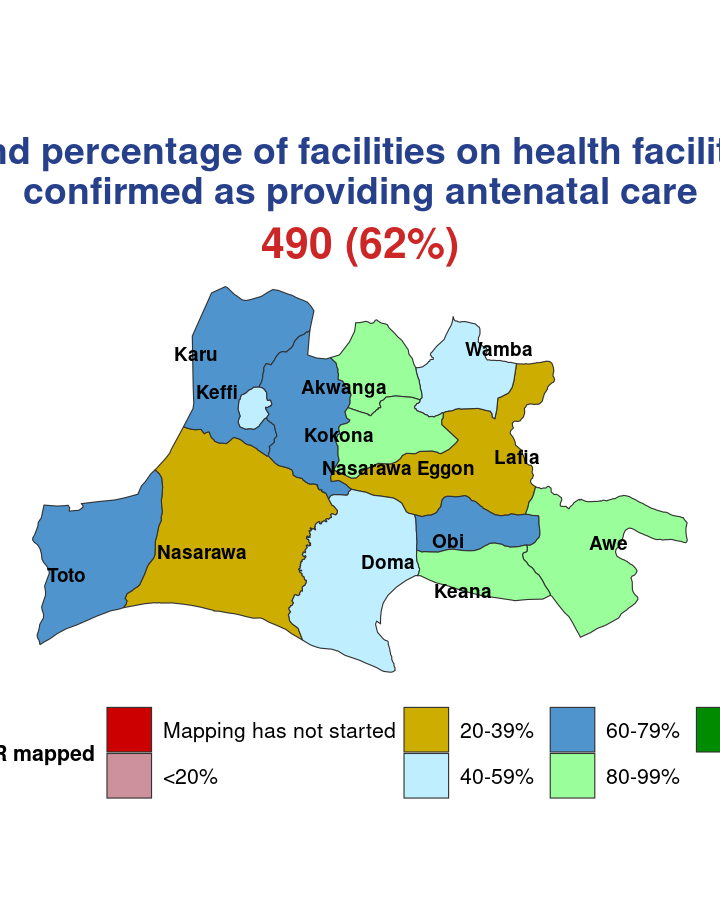 percentage of facilities on health
confirmed as providing antenatal care
490 (62%)
Karu
Wamba
Keffi
Akwanga
Kokona
Nasarawa Eggon
Lafia
Obi
Awe
Nasarawa
Doma
Toto
Keana
mapped
Mapping has not started
20-39%
60-79%
<20%
40-59%
80-99%